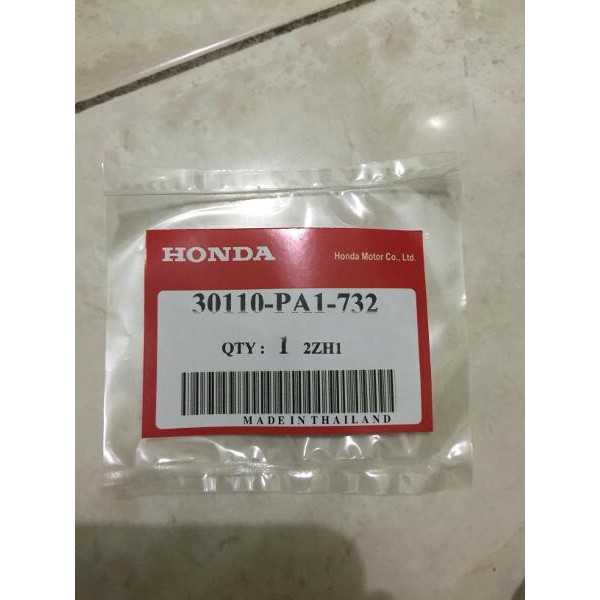 HONDA
Honda Motor Co., Ltd.
30110-PA1-732
QTY : 1 2ZH1
MADE IN THAILAND